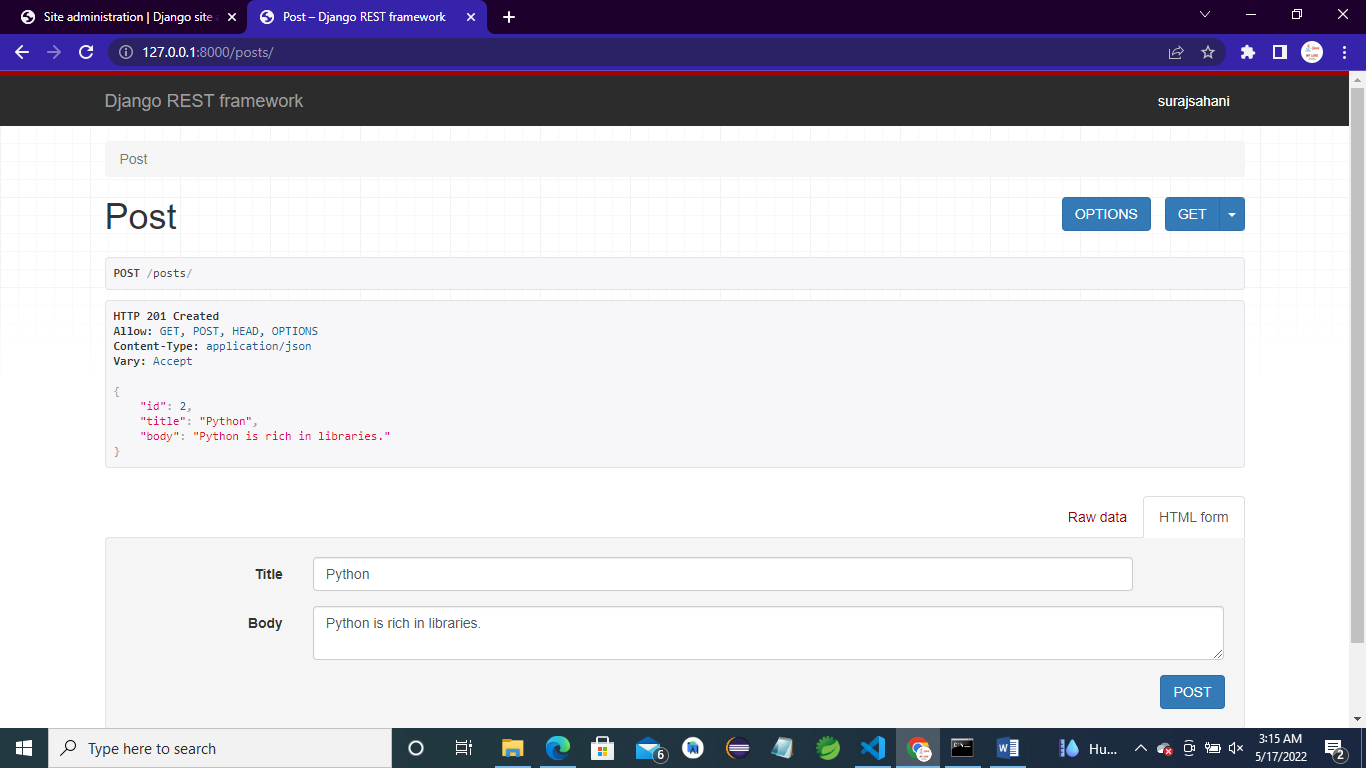 Site administration | Django site a
Post – Django REST framework
127.0.0.1:8000/posts/
Django REST framework
surajsahani
Post
Post
OPTIONS
GET
POST /posts/
HTTP 201 Created
Allow: GET, POST, HEAD, OPTIONS
Content-Type: application/json
Vary: Accept
{
"id": 2,
"title": "Python",
"body": "Python is rich in libraries."
}
Raw data
HTML form
Title
Python
Body
Python is rich in libraries.
POST
Type here to search
6
Hu...
3:15 AM
5/17/2022
2